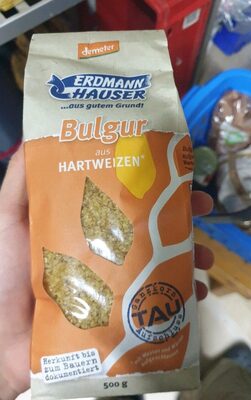 demeter
ERDMANN
HAUSER
...aus gutem Grund!
Bulgur
aus
HARTWEIZEN*
TAU
Herkunft bis
zum Bauern
dokumentiert
500 g